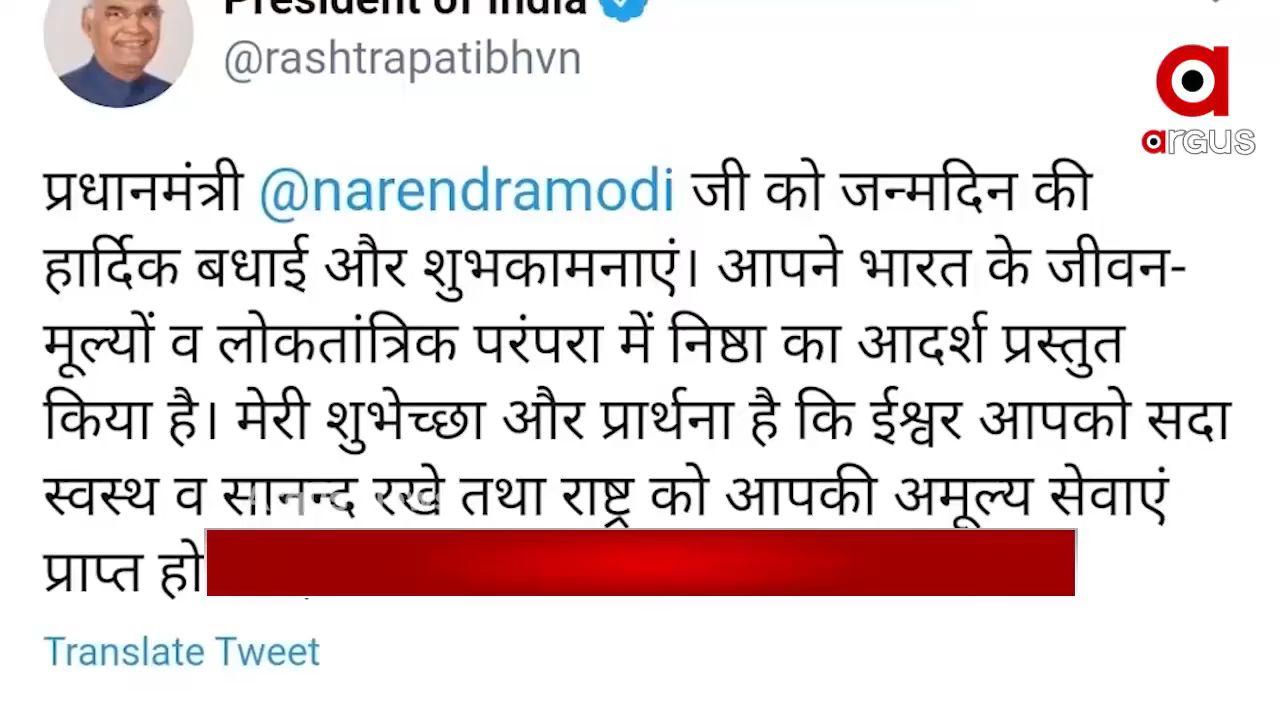 President of India
@rashtrapatibhvn
argus
प्रधानमंत्री @narendramodi जी को जन्मदिन की
हार्दिक बधाई और शुभकामनाएं। आपने भारत के जीवन-
मूल्यों व लोकतांत्रिक परंपरा में निष्ठा का आदर्श प्रस्तुत
किया है। मेरी शुभेच्छा और प्रार्थना है कि ईश्वर आपको सदा
स्वस्थ व सानन्द रखे तथा राष्ट्र को आपकी अमूल्य सेवाएं
प्राप्त हो
Translate Tweet